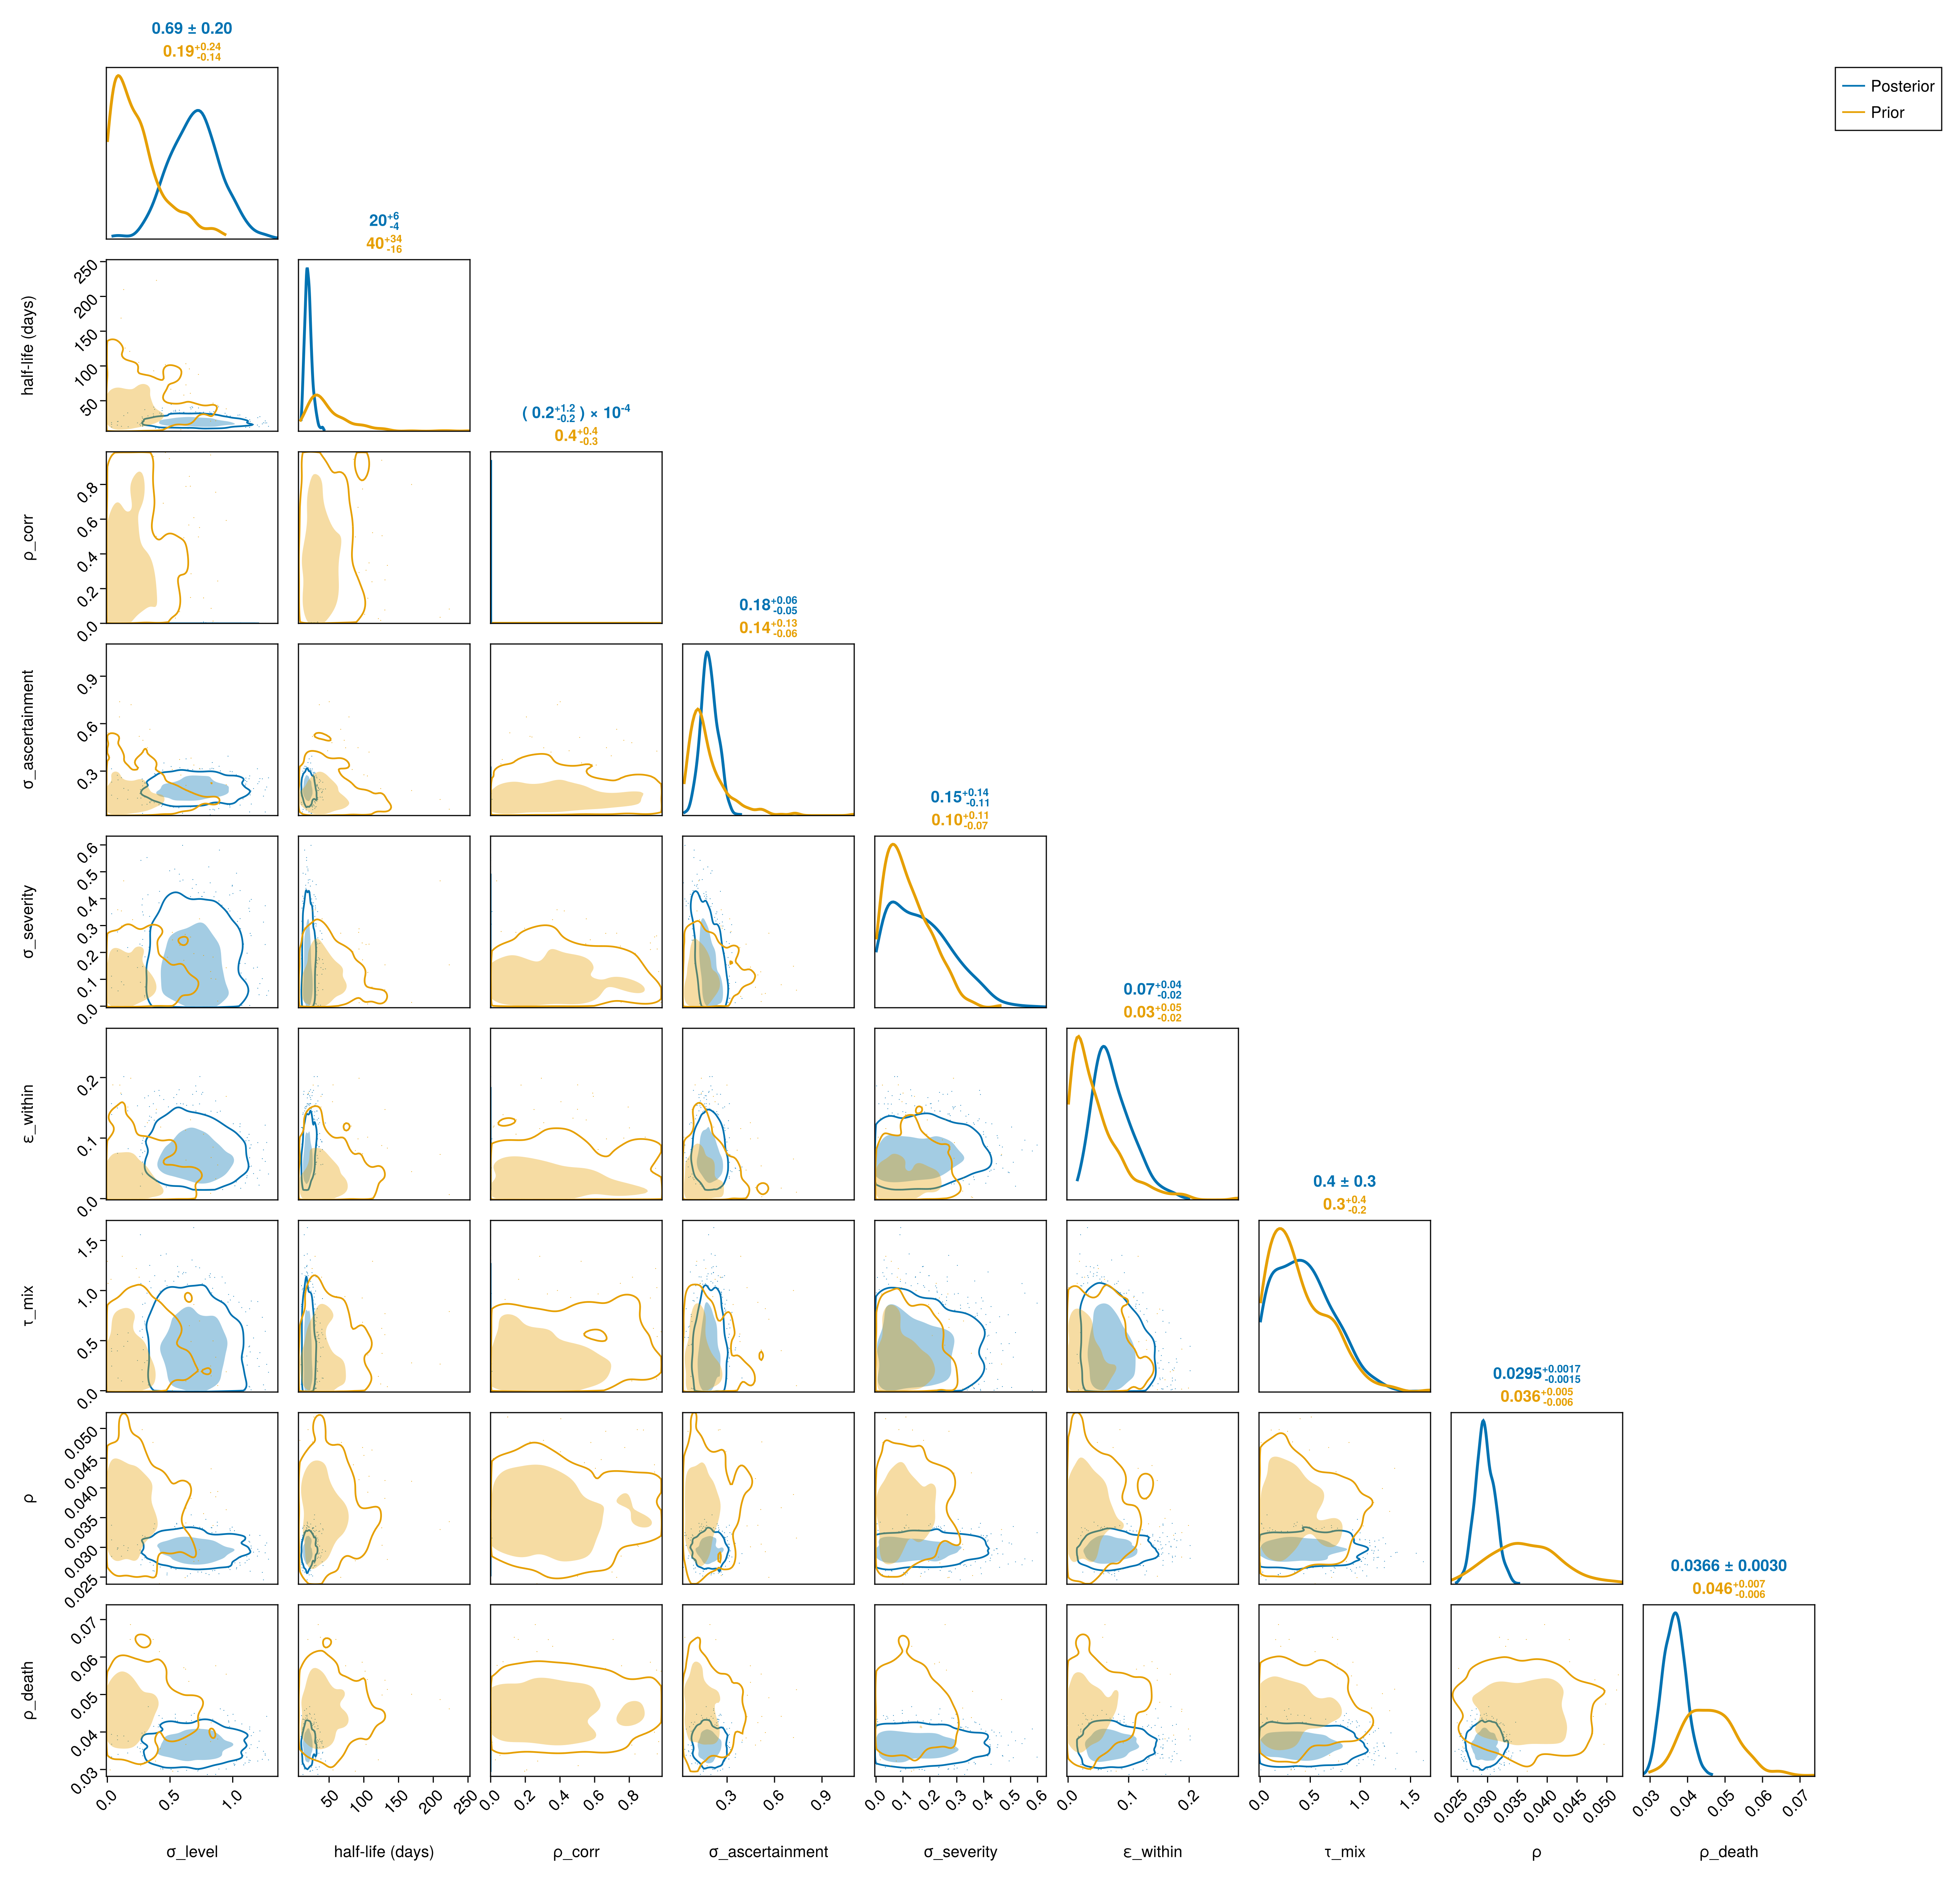 0.69 ± 0.20
0.19+0.24 -0.14
Posterior
Prior
20+6 -4
40+34 -16
250
200
150
100
50
half-life (days)
( 0.2+1.2 -0.2 ) × 10-4
0.4+0.4 -0.3
0.8
0.6
0.4
0.2
0.0
ρ_corr
0.18+0.06 -0.05
0.14+0.13 -0.06
0.9
0.6
0.3
σ_ascertainment
0.15+0.14 -0.11
0.10+0.11 -0.07
0.6
0.5
0.4
0.3
0.2
0.1
0.0
σ_severity
0.07+0.04 -0.02
0.03+0.05 -0.02
0.2
0.1
0.0
ε_within
0.4 ± 0.3
0.3+0.4 -0.2
1.5
1.0
0.5
0.0
τ_mix
0.0295+0.0017 -0.0015
0.036+0.005 -0.006
0.050
0.045
0.040
0.035
0.030
0.025
ρ
0.0366 ± 0.0030
0.046+0.007 -0.006
0.07
0.06
0.05
0.04
0.03
ρ_death
0.0 0.5 1.0
50 100 150 200 250
0.0 0.2 0.4 0.6 0.8
0.3 0.6 0.9
0.0 0.1 0.2 0.3 0.4 0.5 0.6
0.0 0.1 0.2
0.0 0.5 1.0 1.5
0.025 0.030 0.035 0.040 0.045 0.050
0.03 0.04 0.05 0.06 0.07
σ_level
half-life (days)
ρ_corr
σ_ascertainment
σ_severity
ε_within
τ_mix
ρ
ρ_death